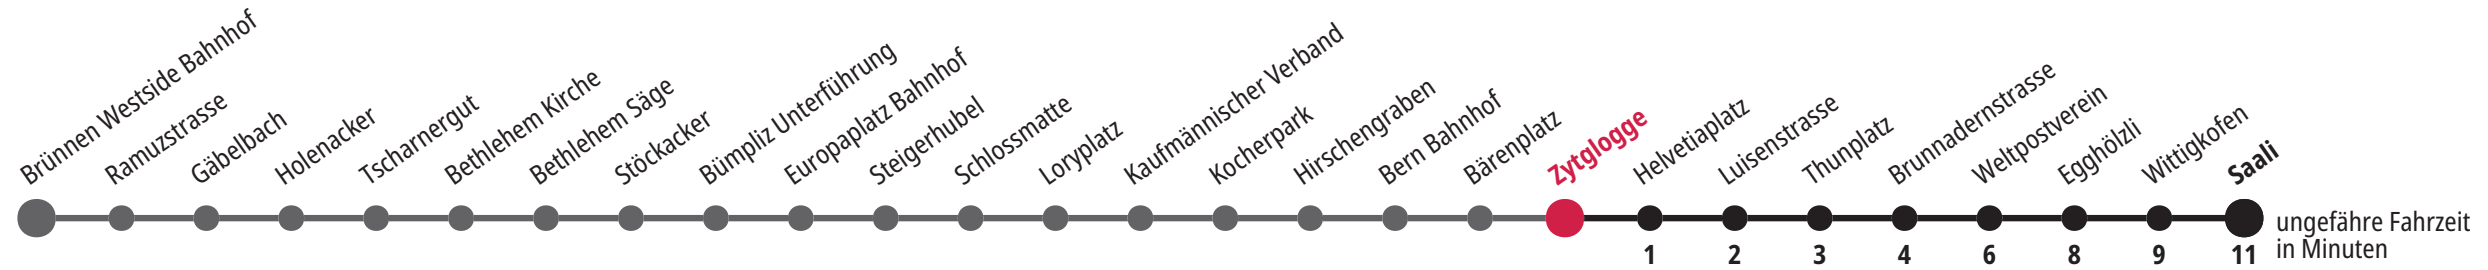 Brünnen Westside Bahnhof
Ramuzstrasse
Gäbelbach
Holenacker
Tscharnergut
Bethlehem Kirche
Bethlehem Säge
Stöckacker
Bümpliz Unterführung
Europaplatz Bahnhof
Steigerhubel
Schlossmatte
Loryplatz
Kaufmännischer Verband
Kocherpark
Hirschengraben
Bern Bahnhof
Bärenplatz
Zytglogge
Helvetiaplatz
Luisenstrasse
Thunplatz
Brunnadernstrasse
Weltpostverein
Egghölzli
Wittigkofen
Saali
1 2 3 4 6 8 9 11
ungefähre Fahrzeit
in Minuten